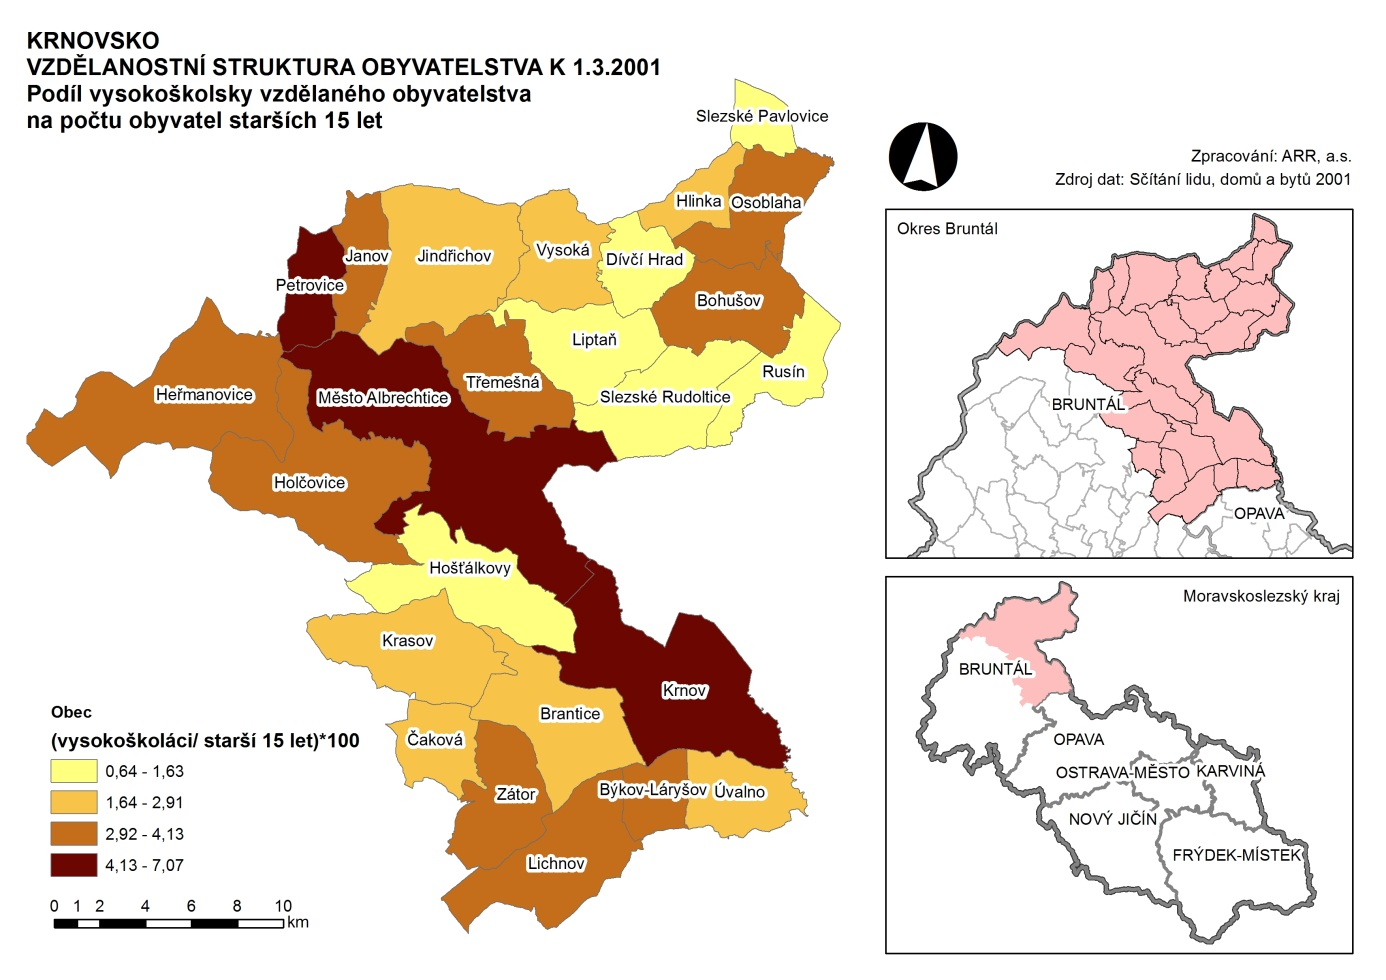 KRNOVSKO
VZDĚLANOSTNÍ STRUKTURA OBYVATELSTVA K 1.3.2001
Podíl vysokoškolsky vzdělaného obyvatelstva
na počtu obyvatel starších 15 let
Zpracování: ARR, a.s.
Zdroj dat: Sčítání lidu, domů a bytů 2001
Slezské Pavlovice
Hlinka
Osoblaha
Janov
Jindřichov
Vysoká
Dívčí Hrad
Petrovice
Bohušov
Liptaň
Rusín
Heřmanovice
Město Albrechtice
Třemešná
Slezské Rudoltice
Holčovice
Hošťálkovy
Krasov
Krnov
Brantice
Čaková
Zátor
Býkov-Láryšov
Úvalno
Lichnov
Obec
(vysokoškoláci/ starší 15 let)*100
0,64 - 1,63
1,64 - 2,91
2,92 - 4,13
4,13 - 7,07
0 1 2 4 6 8 10
km
Okres Bruntál
BRUNTÁL
OPAVA
Moravskoslezský kraj
BRUNTÁL
OPAVA
OSTRAVA-MĚSTO
KARVINÁ
NOVÝ JIČÍN
FRÝDEK-MÍSTEK